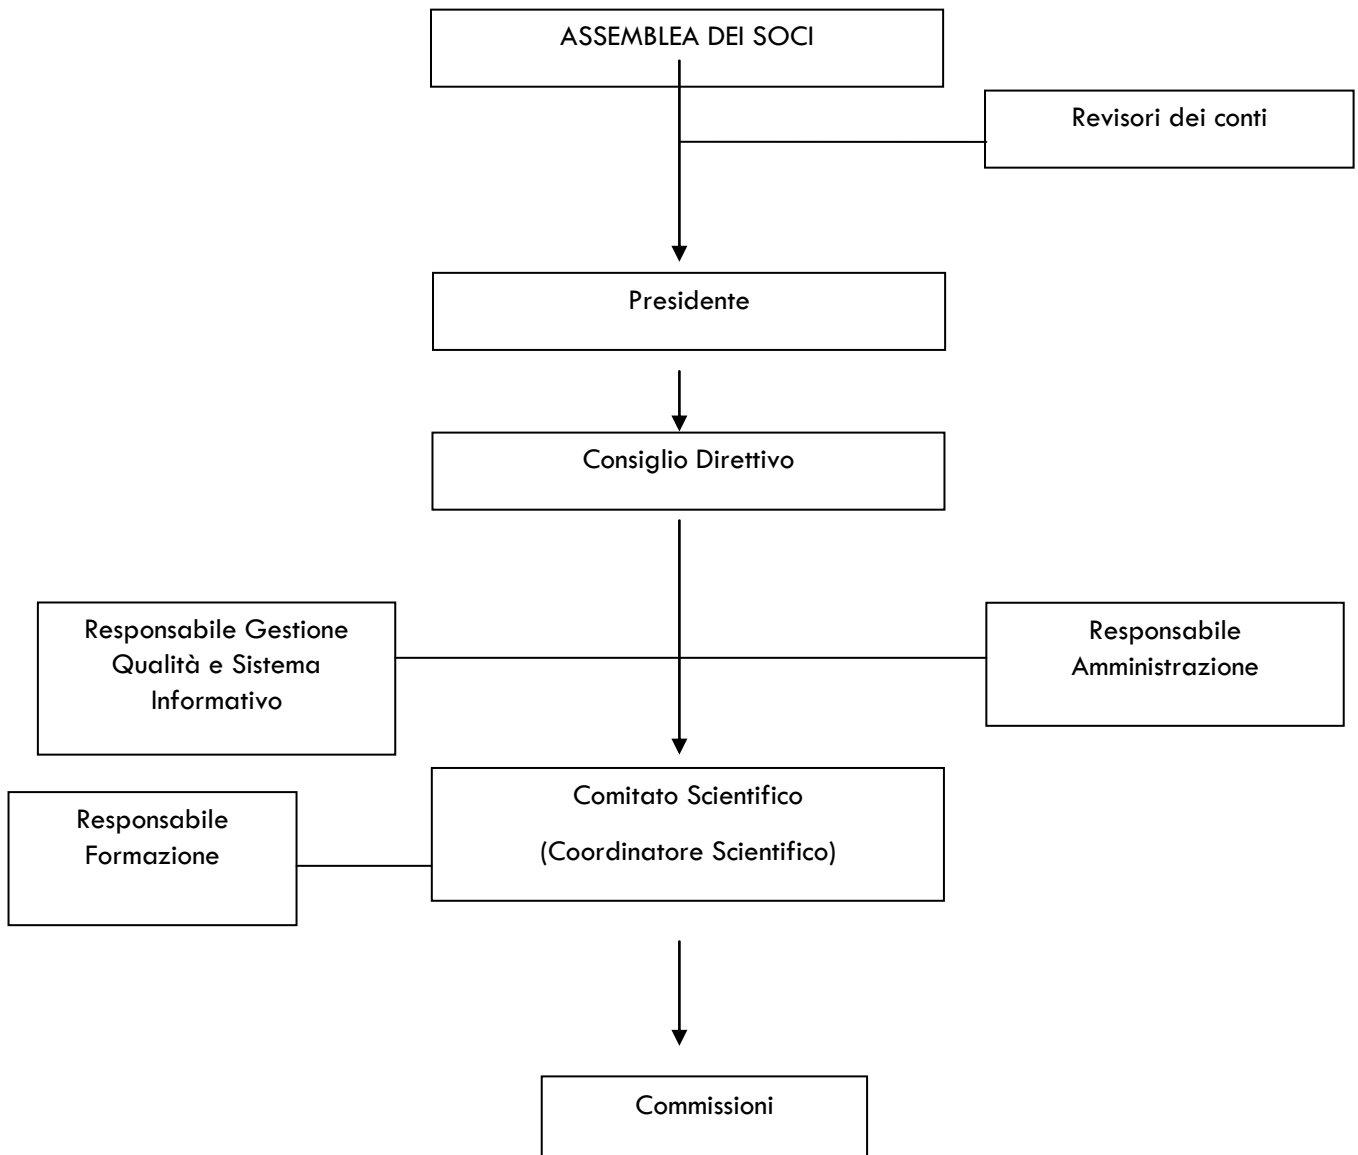 ASSEMBLEA DEI SOCI
Revisori dei conti
Presidente
Consiglio Direttivo
Responsabile Gestione
Qualità e Sistema
Informativo
Responsabile
Amministrazione
Comitato Scientifico
(Coordinatore Scientifico)
Responsabile
Formazione
Commissioni